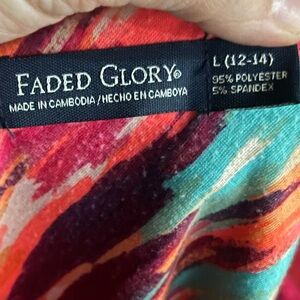 FADED GLORY®
MADE IN CAMBODIA / HECHO EN CAMBOYA
L (12-14)
95% POLYESTER
5% SPANDEX